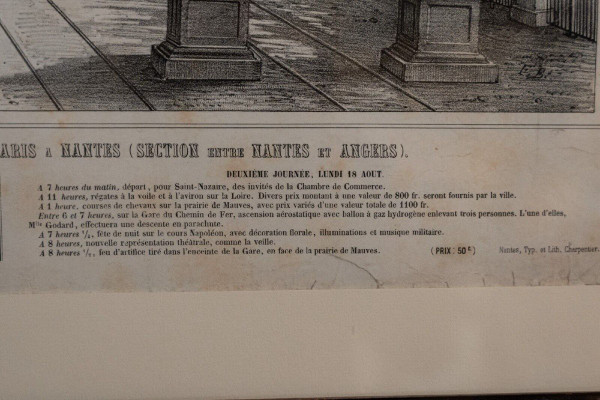 ARIS A NANTES (SECTION ENTRE NANTES ET ANGERS).
DEUXIÈME JOURNÉE, LUNDI 18 AOUT.
A 7 heures du matin, départ, pour Saint-Nazaire, des invités de la Chambre de Commerce.
A 11 heures, régates à la voile et à l'aviron sur la Loire. Divers prix montant à une valeur de 800 fr. seront fournis par la ville.
A 1 heure, courses de chevaux sur la prairie de Mauves, avec prix variés d'une valeur totale de 1100 fr.
Entre 6 et 7 heures, sur la Gare du Chemin de Fer, ascension aérostatique avec ballon à gaz hydrogène enlevant trois personnes. L'une d'elles,
Mlle Godard, effectuera une descente en parachute.
A 7 heures 1/2, fête de nuit sur le cours Napoléon, avec décoration florale, illuminations et musique militaire.
A 8 heures, nouvelle représentation théâtrale, comme la veille.
A 8 heures 1/2, feu d'artifice tiré dans l'enceinte de la Gare, en face de la prairie de Mauves. (PRIX: 50 c) Nantes, Typ. et Lith. Charpentier.